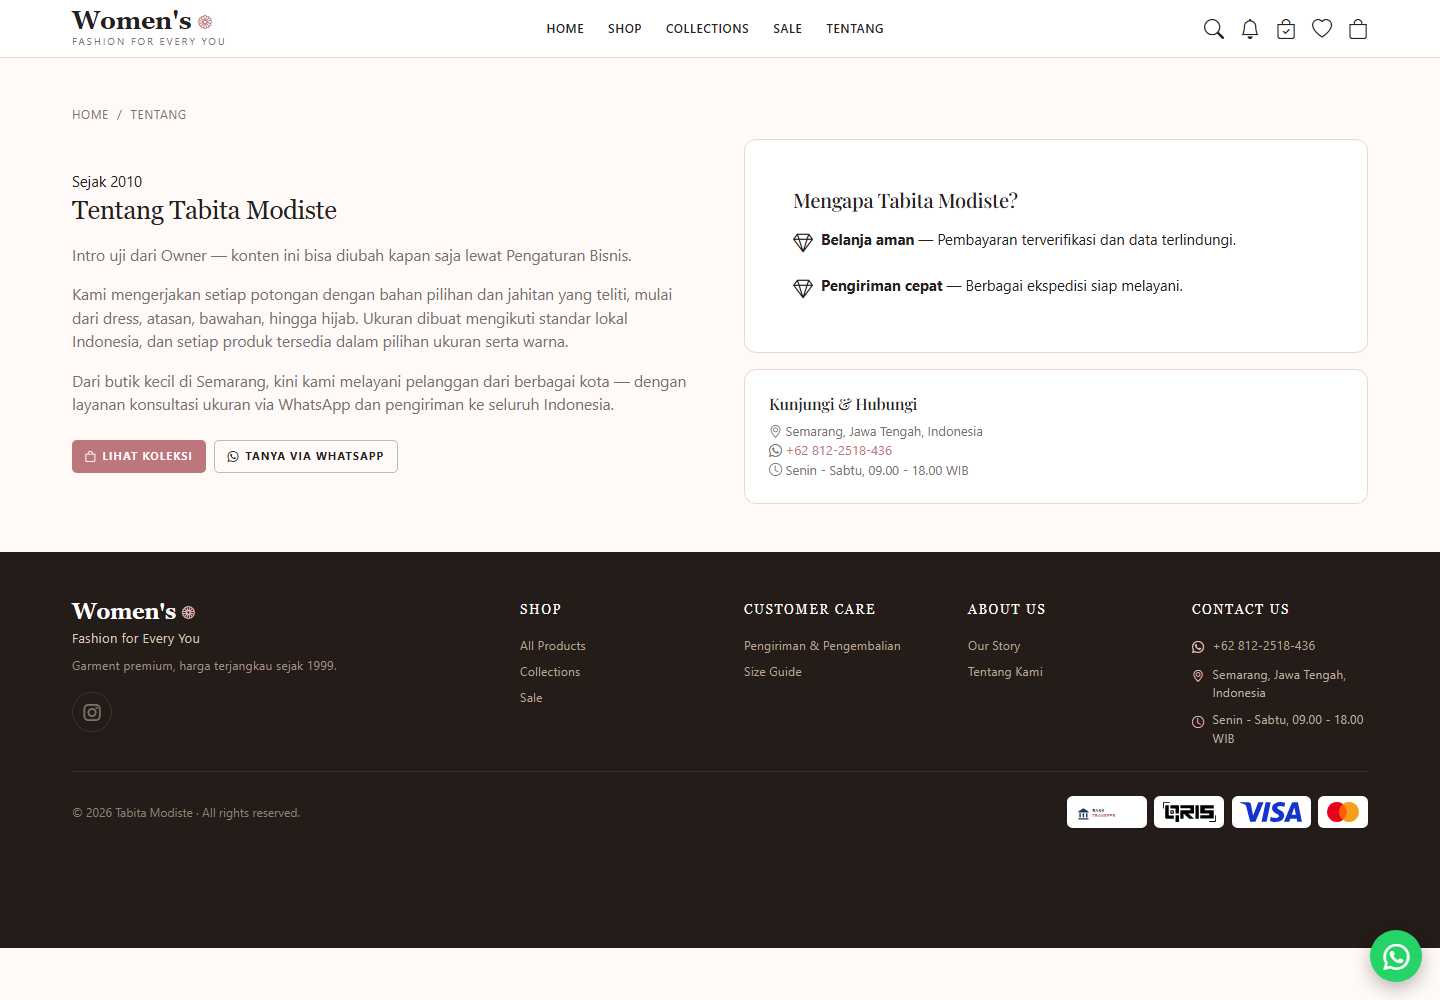 Women's
FASHION FOR EVERY YOU
HOME
SHOP
COLLECTIONS
SALE
TENTANG
HOME / TENTANG
Sejak 2010
Tentang Tabita Modiste
Intro uji dari Owner — konten ini bisa diubah kapan saja lewat Pengaturan Bisnis.
Kami mengerjakan setiap potongan dengan bahan pilihan dan jahitan yang teliti, mulai
dari dress, atasan, bawahan, hingga hijab. Ukuran dibuat mengikuti standar lokal
Indonesia, dan setiap produk tersedia dalam pilihan ukuran serta warna.
Dari butik kecil di Semarang, kini kami melayani pelanggan dari berbagai kota — dengan
layanan konsultasi ukuran via WhatsApp dan pengiriman ke seluruh Indonesia.
LIHAT KOLEKSI
TANYA VIA WHATSAPP
Mengapa Tabita Modiste?
Belanja aman — Pembayaran terverifikasi dan data terlindungi.
Pengiriman cepat — Berbagai ekspedisi siap melayani.
Kunjungi & Hubungi
Semarang, Jawa Tengah, Indonesia
+62 812-2518-436
Senin - Sabtu, 09.00 - 18.00 WIB
Women's
Fashion for Every You
Garment premium, harga terjangkau sejak 1999.
SHOP
All Products
Collections
Sale
CUSTOMER CARE
Pengiriman & Pengembalian
Size Guide
ABOUT US
Our Story
Tentang Kami
CONTACT US
+62 812-2518-436
Semarang, Jawa Tengah,
Indonesia
Senin - Sabtu, 09.00 - 18.00
WIB
© 2026 Tabita Modiste · All rights reserved.
BANK
TRANSFER
QRIS
VISA